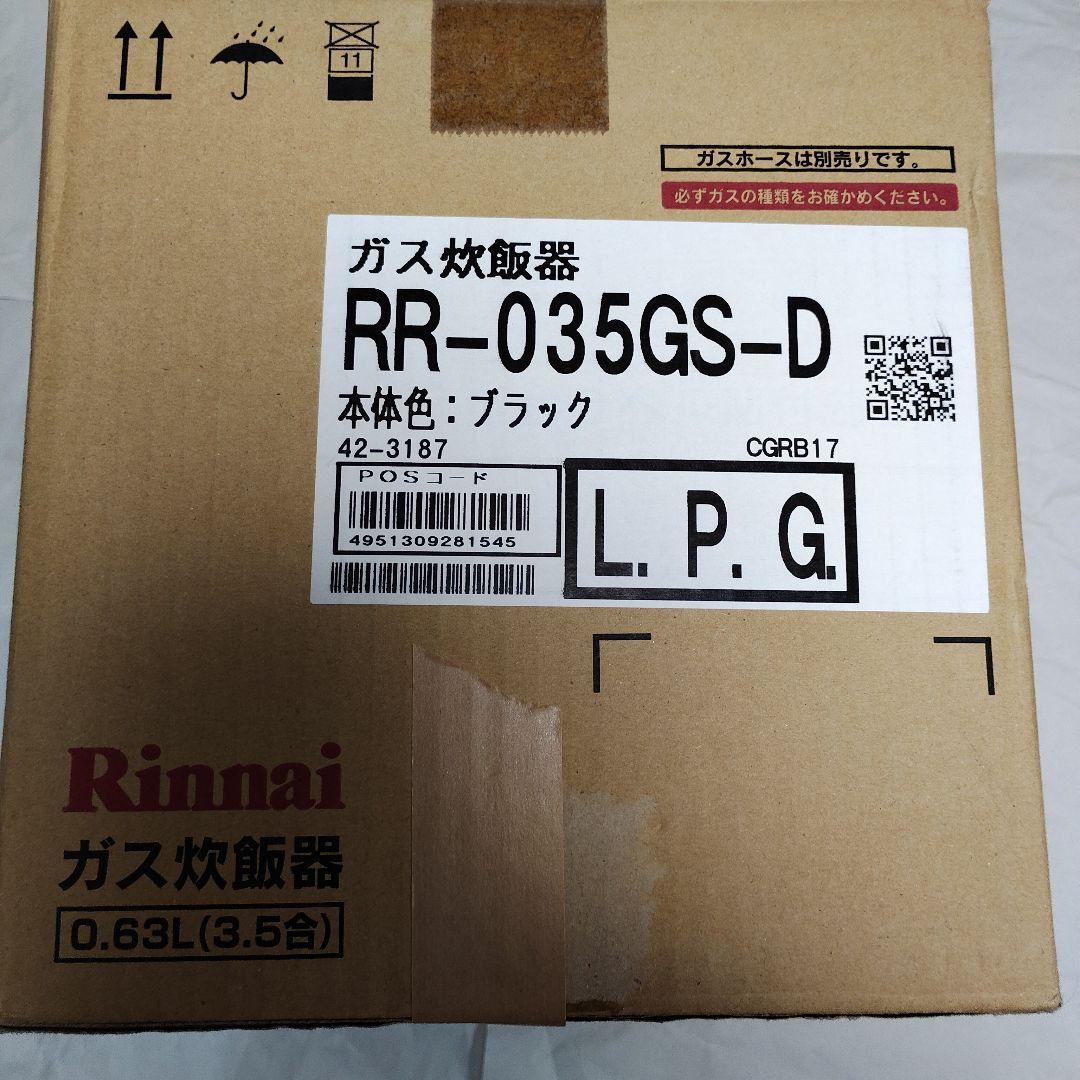 11
ガスホースは別売りです。
必ずガスの種類をお確かめください。
ガス炊飯器
RR-035GS-D
本体色:ブラック
42-3187
CGRB17
POSコード
4951309281545
L.P.G.
Rinnai
ガス炊飯器
0.63L(3.5合)